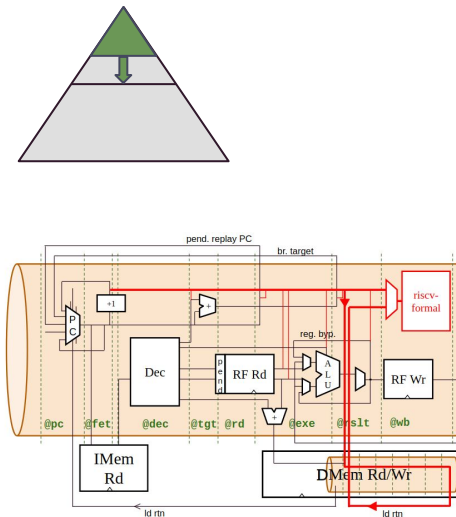 pend. replay PC
br. target
+1
P
C
+
riscv-
formal
reg. byp.
Dec
p
e
n
d
RF Rd
A
L
U
RF Wr
+
@pc
@fet
@dec
@tgt
@rd
@exe
@rslt
@wb
IMem
Rd
DMem Rd/Wr
ld rtn
ld rtn